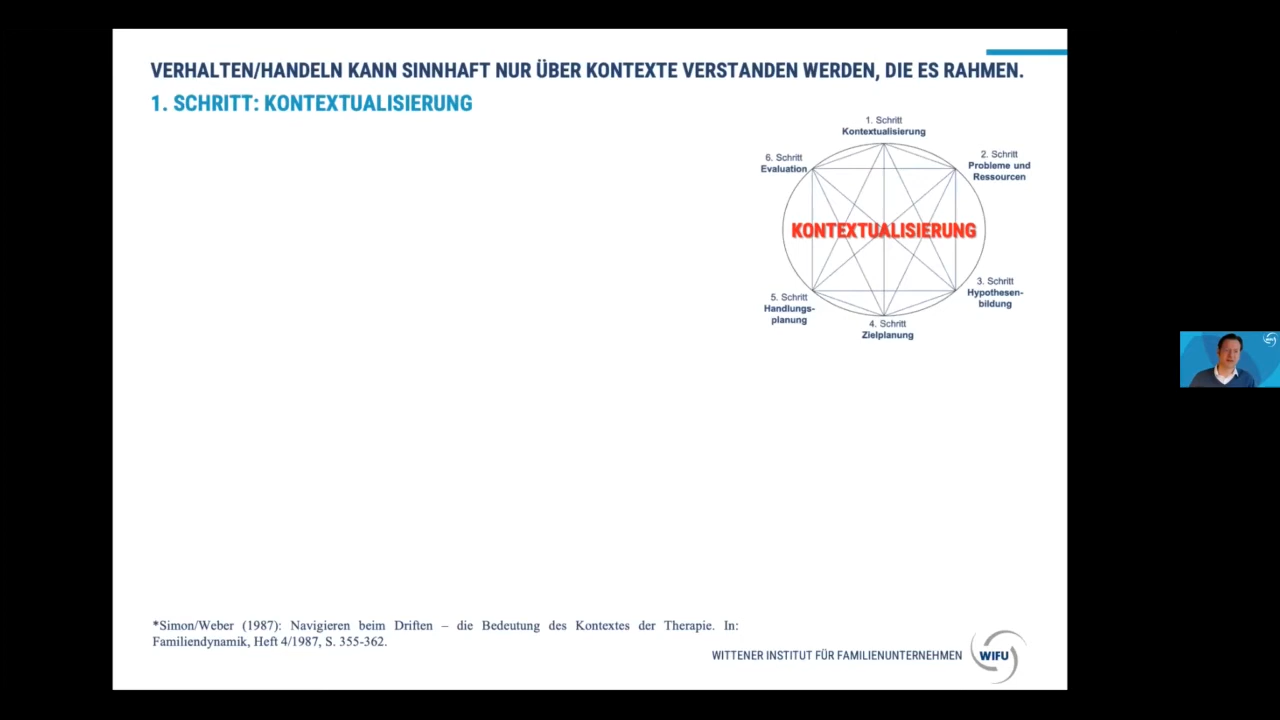 VERHALTEN/HANDELN KANN SINNHAFT NUR ÜBER KONTEXTE VERSTANDEN WERDEN, DIE ES RAHMEN.
1. SCHRITT: KONTEXTUALISIERUNG
1. Schritt
Kontextualisierung
6. Schritt
Evaluation
2. Schritt
Probleme und
Ressourcen
KONTEXTUALISIERUNG
3. Schritt
Hypothesen-
bildung
5. Schritt
Handlungs-
planung
4. Schritt
Zielplanung
WIFU
*Simon/Weber (1987): Navigieren beim Driften – die Bedeutung des Kontextes der Therapie. In:
Familiendynamik, Heft 4/1987, S. 355-362.
WITTENER INSTITUT FÜR FAMILIENUNTERNEHMEN
WIFU